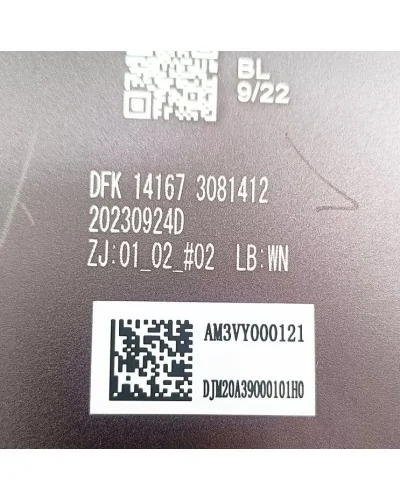 BL
9/22
DFK 14167 3081412
20230924D
ZJ:01_02_#02 LB:WN
AM3VY000121
DJM20A39000101H0